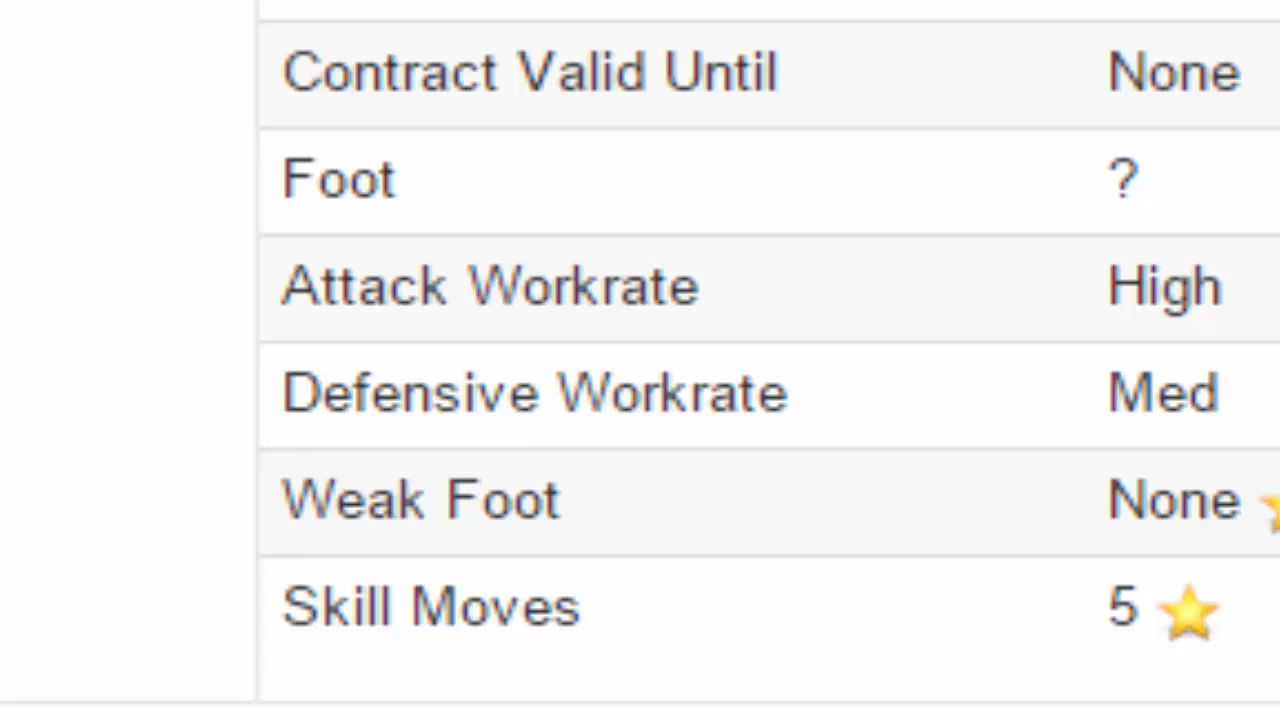 Contract Valid Until None
Foot ?
Attack Workrate High
Defensive Workrate Med
Weak Foot None
Skill Moves 5 ⭐